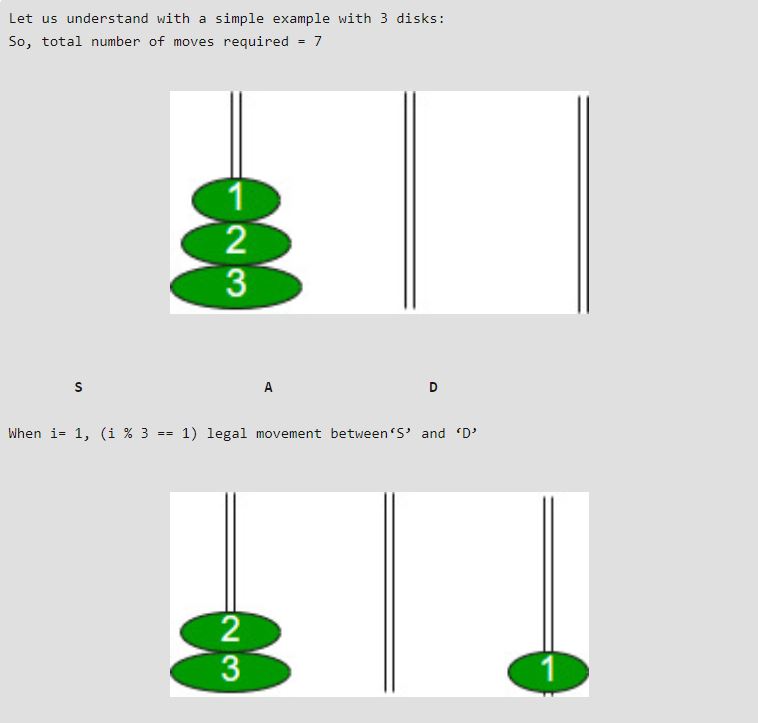 Let us understand with a simple example with 3 disks:
So, total number of moves required = 7
1
2
3
S A D
When i= 1, (i % 3 == 1) legal movement between‘S’ and ‘D’
2
3 1